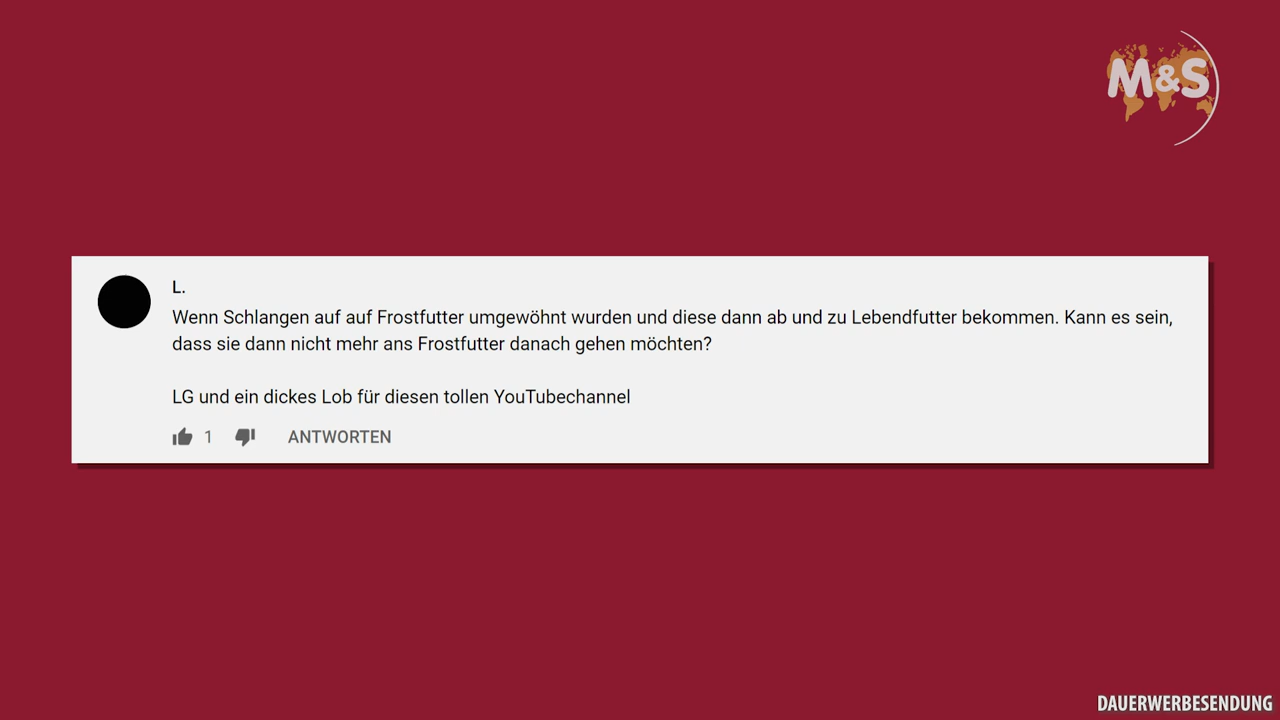 M&S
L.
Wenn Schlangen auf auf Frostfutter umgewöhnt wurden und diese dann ab und zu Lebendfutter bekommen. Kann es sein,
dass sie dann nicht mehr ans Frostfutter danach gehen möchten?
LG und ein dickes Lob für diesen tollen YouTubechannel
1 ANTWORTEN
DAUERWERBESENDUNG